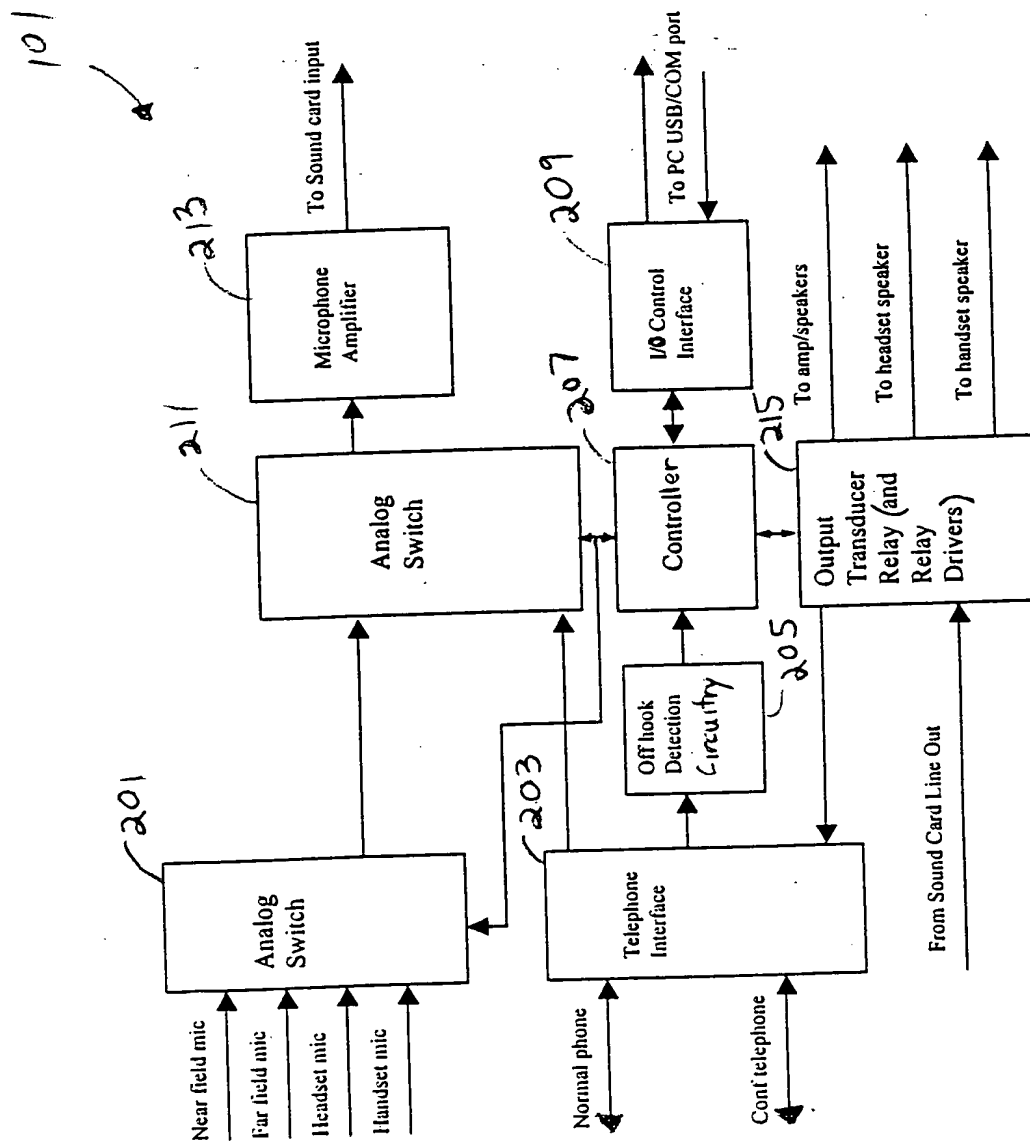 101
201
Near field mic
Far field mic
Headset mic
Handset mic
Analog
Switch
211
Analog
Switch
213
Microphone
Amplifier
To Sound card input
203
Normal phone
Conf telephone
Telephone
Interface
Off hook
Detection
Circuitry
205
207
Controller
209
I/O Control
Interface
To PC USB/COM port
215
Output
Transducer
Relay (and
Relay
Drivers)
To amp/speakers
To headset speaker
To handset speaker
From Sound Card Line Out